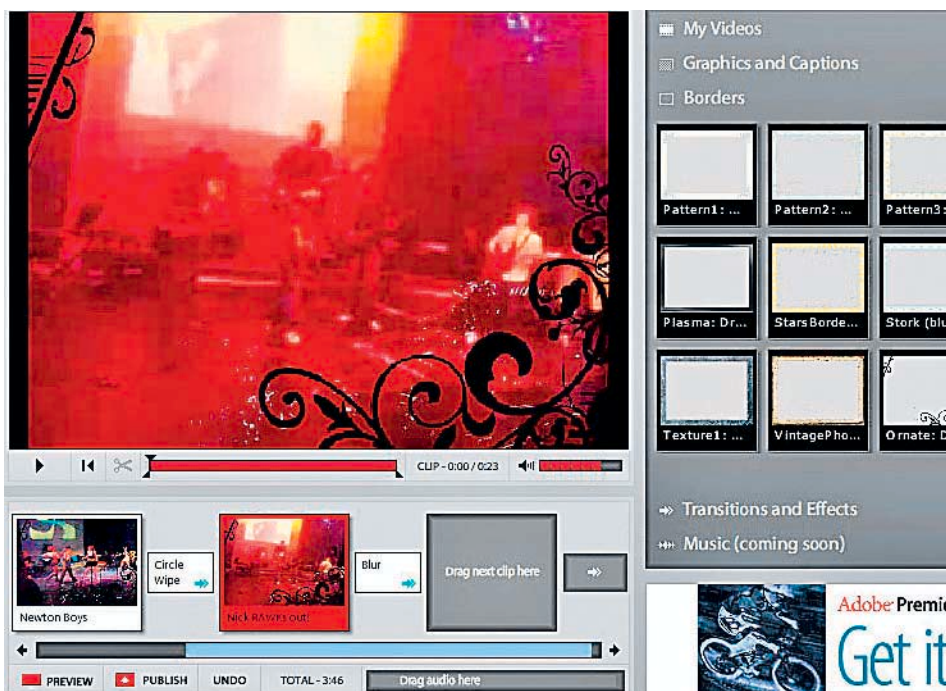 My Videos
Graphics and Captions
Borders
Pattern1: ...
Pattern2: ...
Pattern3:
Plasma: Dr...
StarsBorde...
Stork (blu
Texture1: ...
VintagePho...
Ornate: D
CLIP - 0:00 / 0:23
Transitions and Effects
Music (coming soon)
Circle
Wipe
Blur
Drag next clip here
Newton Boys
Nick RAWKs out!
PREVIEW
PUBLISH
UNDO
TOTAL - 3:46
Drag audio here
Adobe Premie
Get it